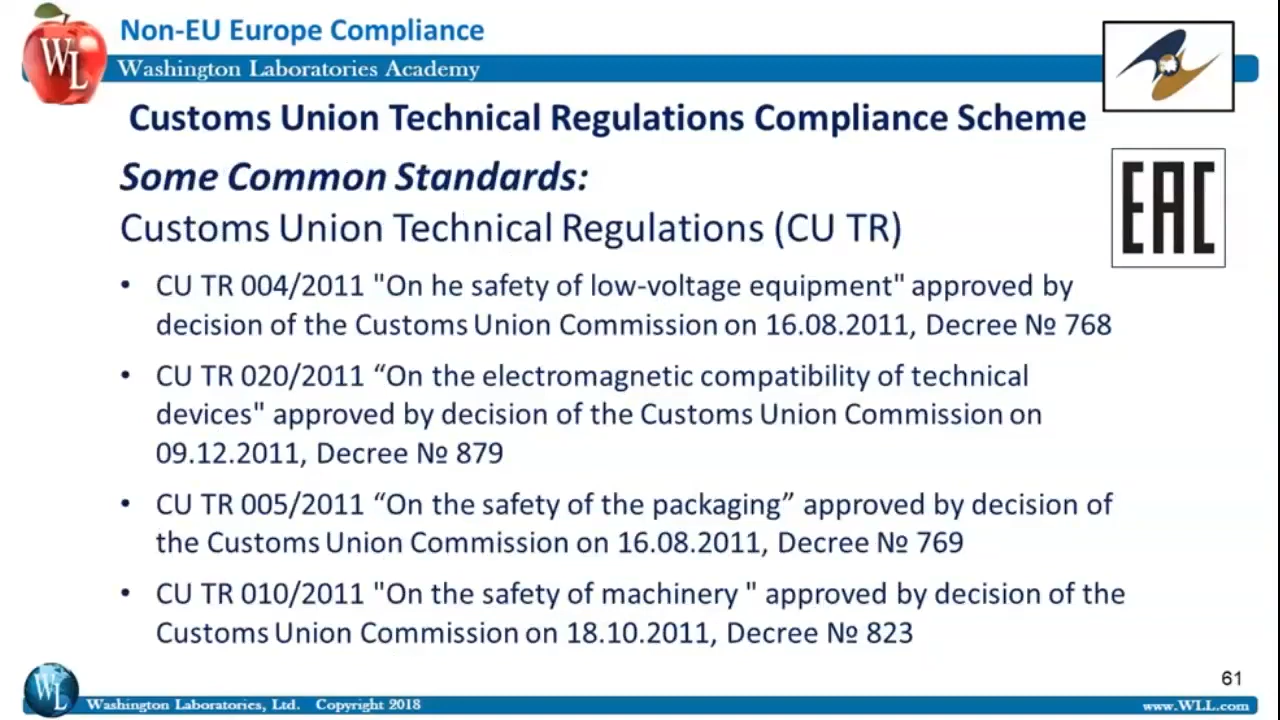 Non-EU Europe Compliance
WL
Washington Laboratories Academy
Customs Union Technical Regulations Compliance Scheme
Some Common Standards:
EAC
Customs Union Technical Regulations (CU TR)
• CU TR 004/2011 "On he safety of low-voltage equipment" approved by
decision of the Customs Union Commission on 16.08.2011, Decree № 768
• CU TR 020/2011 “On the electromagnetic compatibility of technical
devices" approved by decision of the Customs Union Commission on
09.12.2011, Decree № 879
• CU TR 005/2011 “On the safety of the packaging” approved by decision of
the Customs Union Commission on 16.08.2011, Decree № 769
• CU TR 010/2011 "On the safety of machinery " approved by decision of the
Customs Union Commission on 18.10.2011, Decree № 823
61
WL
Washington Laboratories, Ltd. Copyright 2018
www.WLL.com